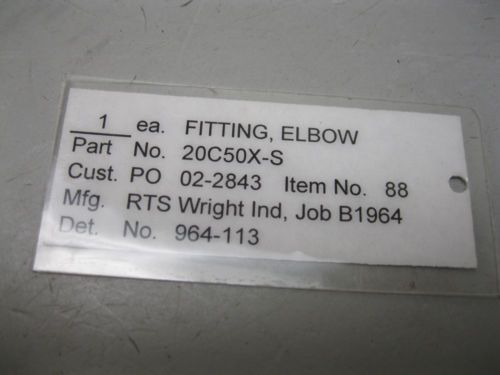 1 ea. FITTING, ELBOW
Part No. 20C50X-S
Cust. PO 02-2843 Item No. 88
Mfg. RTS Wright Ind, Job B1964
Det. No. 964-113